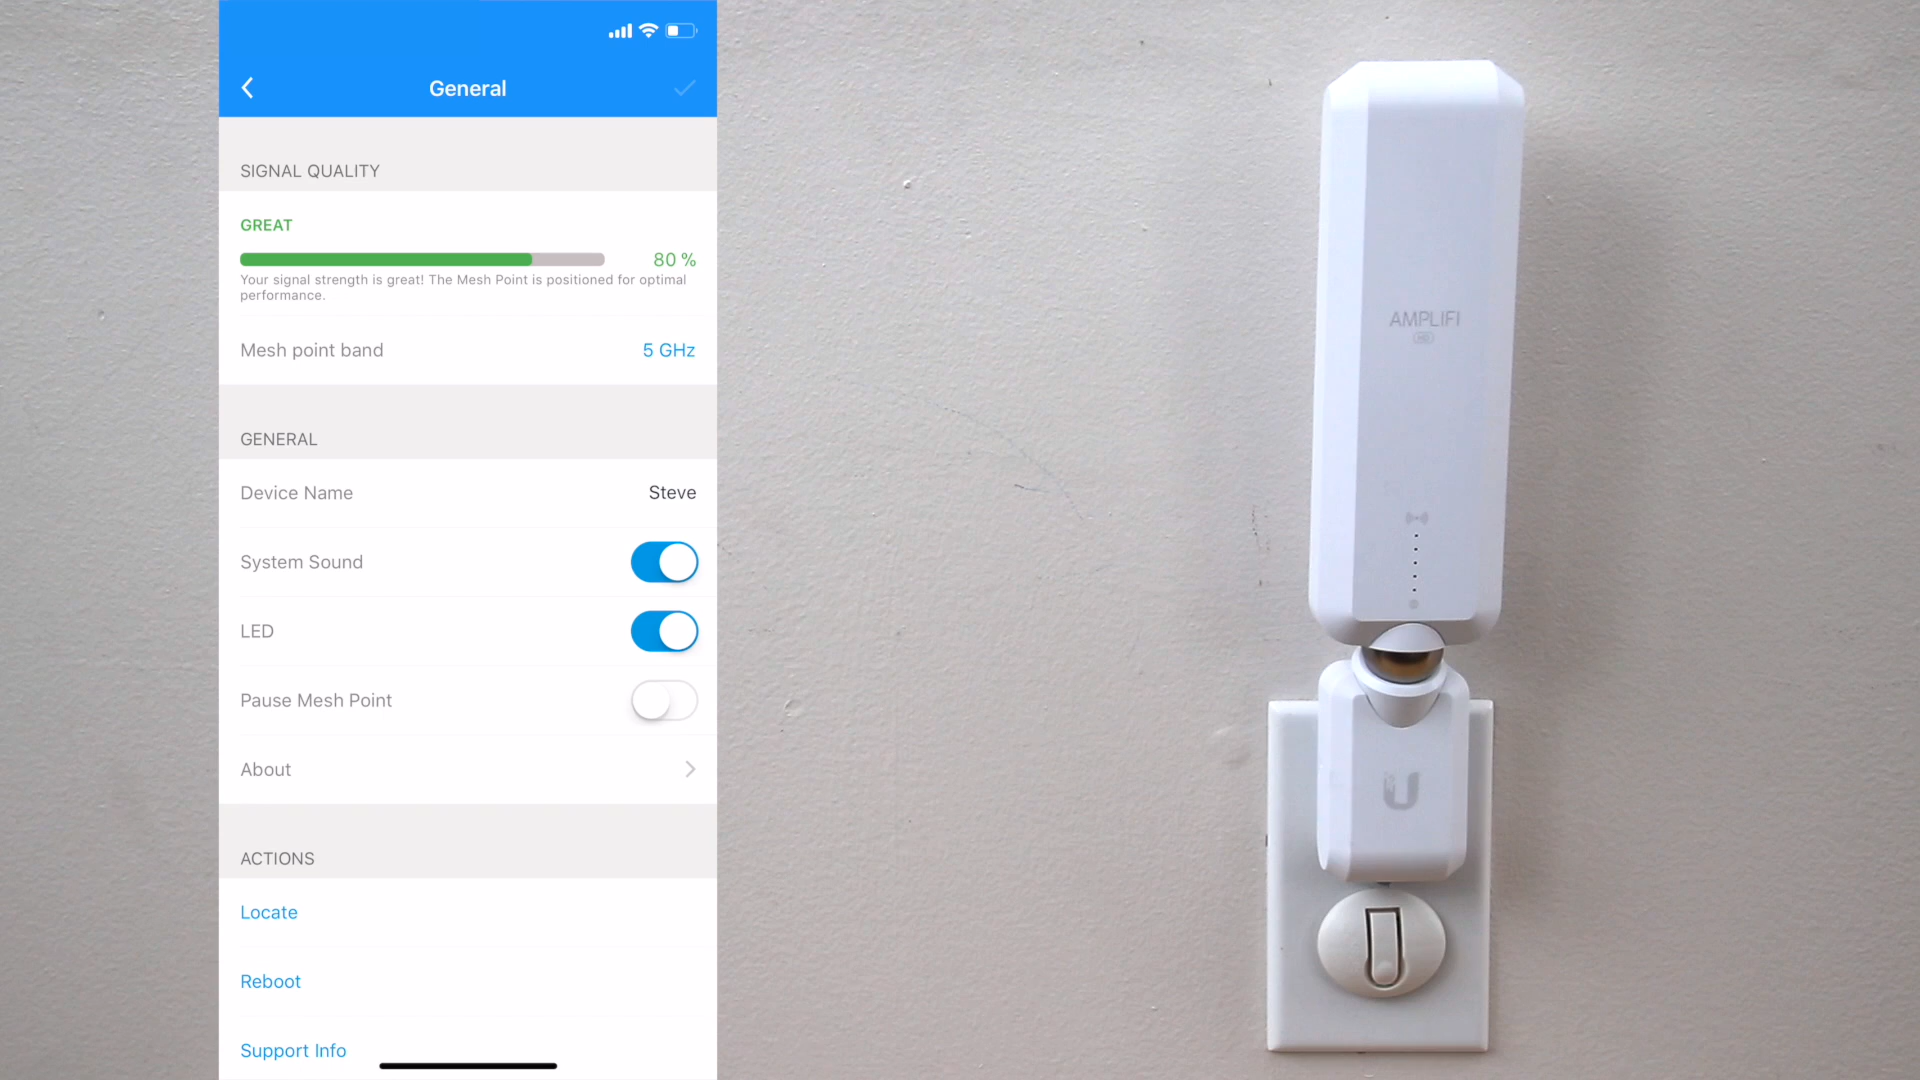 General
SIGNAL QUALITY
GREAT
80 %
Your signal strength is great! The Mesh Point is positioned for optimal
performance.
Mesh point band 5 GHz
GENERAL
Device Name Steve
System Sound
LED
Pause Mesh Point
About
ACTIONS
Locate
Reboot
Support Info
AMPLIFI
HD
U